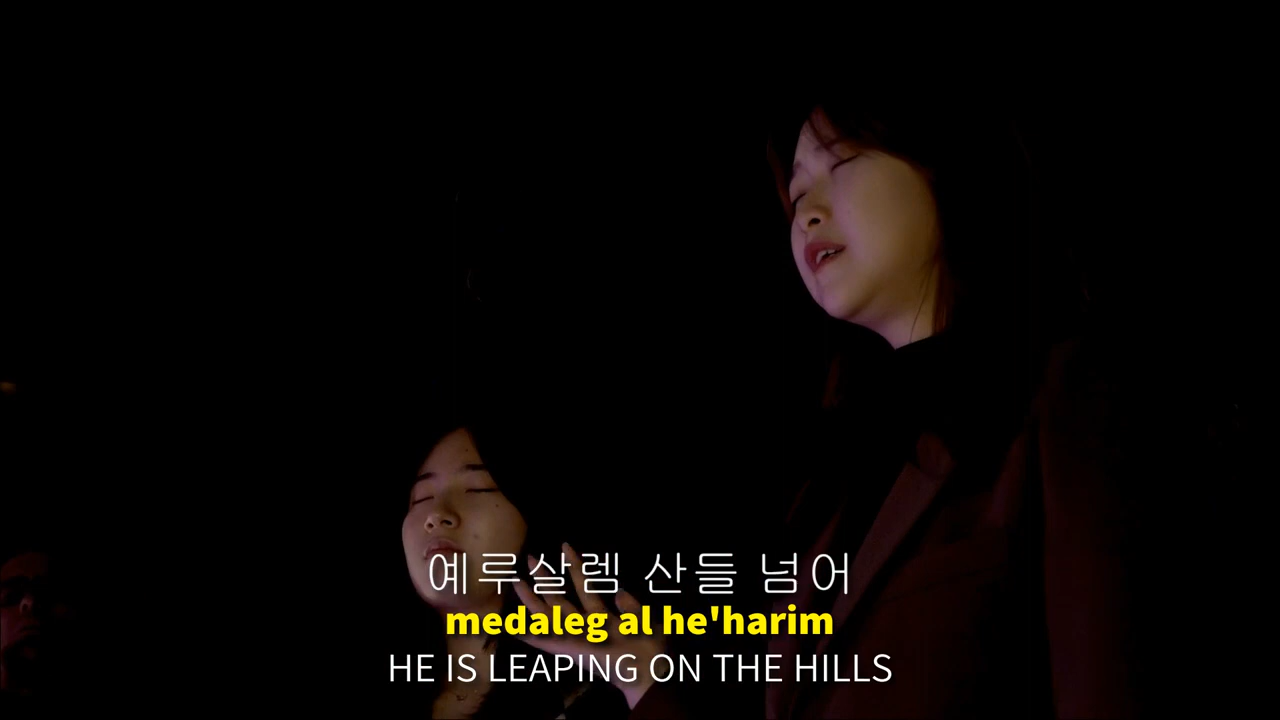 예루살렘 산들 넘어
medaleg al he'harim
HE IS LEAPING ON THE HILLS